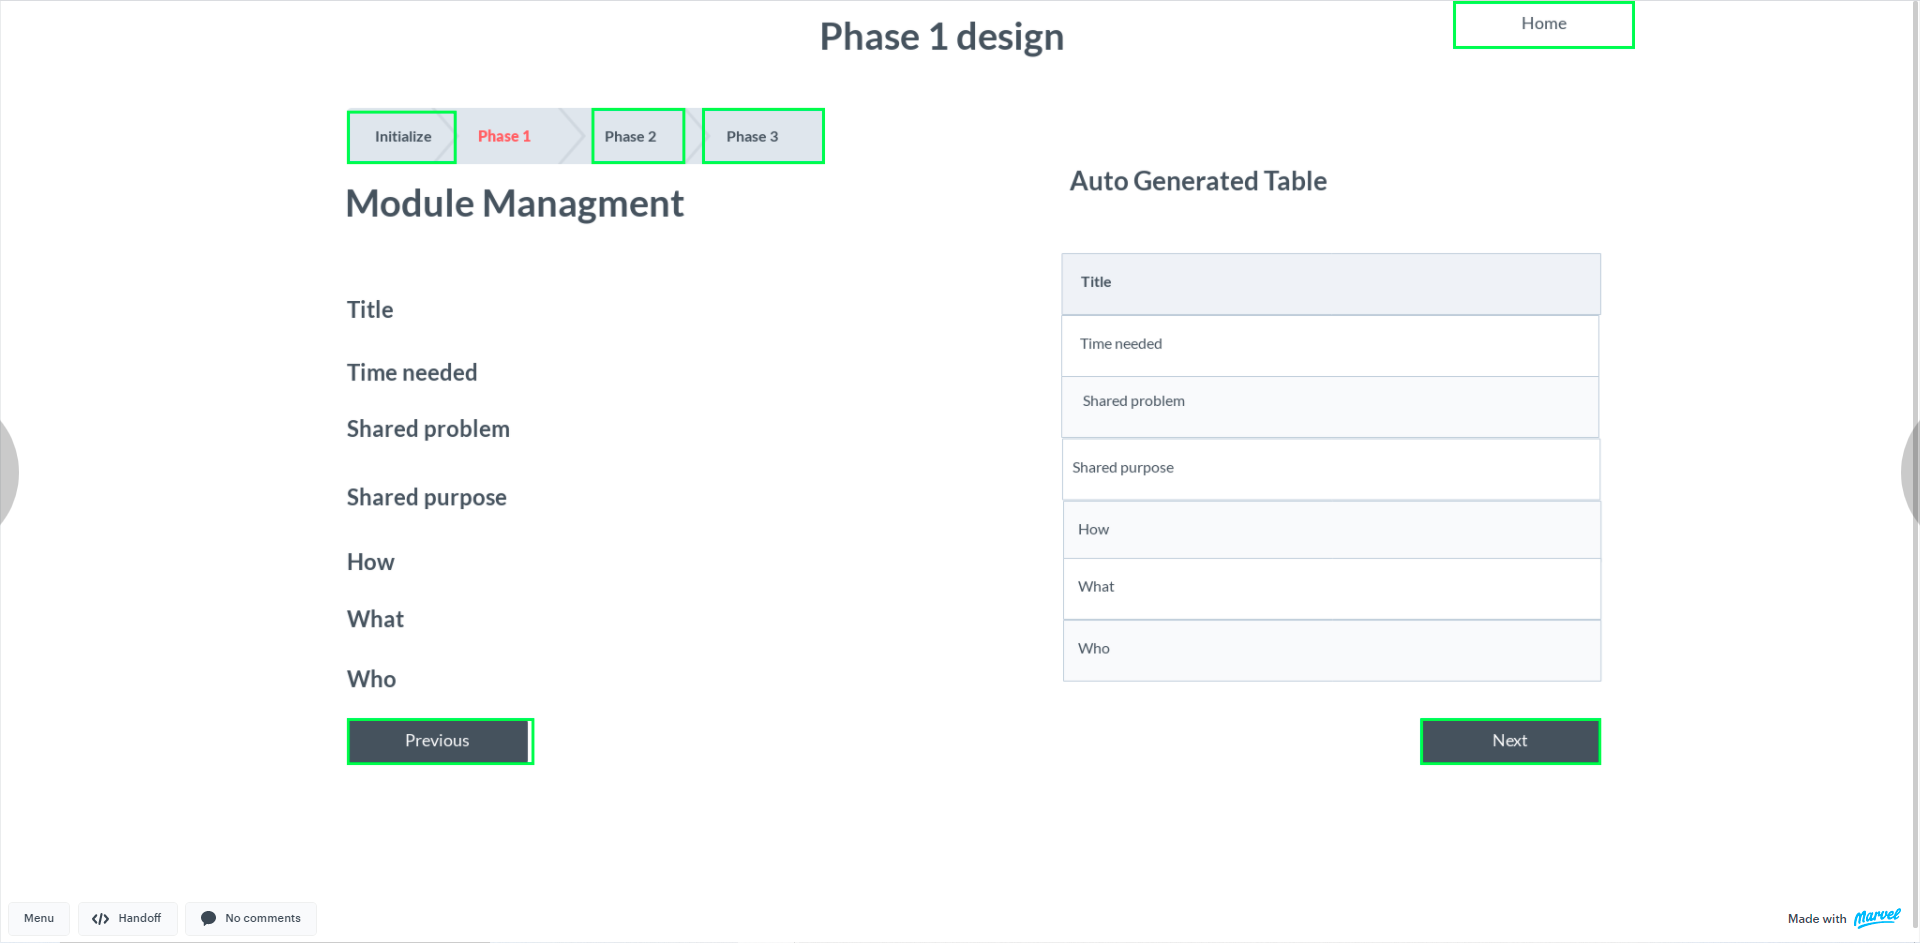 Phase 1 design
Home
Initialize
Phase 1
Phase 2
Phase 3
Module Managment
Auto Generated Table
Title
Time needed
Shared problem
Shared purpose
How
What
Who
Title
Time needed
Shared problem
Shared purpose
How
What
Who
Previous
Next
Menu
</> Handoff
No comments
Made with Marvel